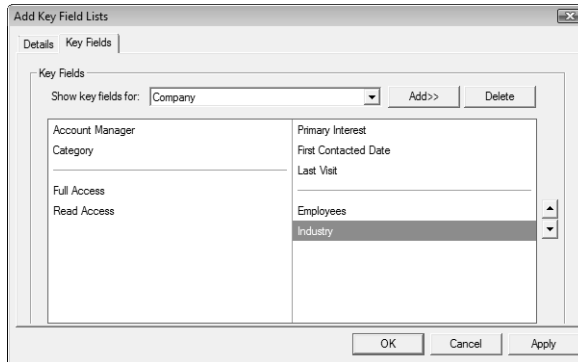 Add Key Field Lists
Details Key Fields
Key Fields
Show key fields for: Company Add>> Delete
Account Manager
Category
Full Access
Read Access
Primary Interest
First Contacted Date
Last Visit
Employees
Industry
OK Cancel Apply